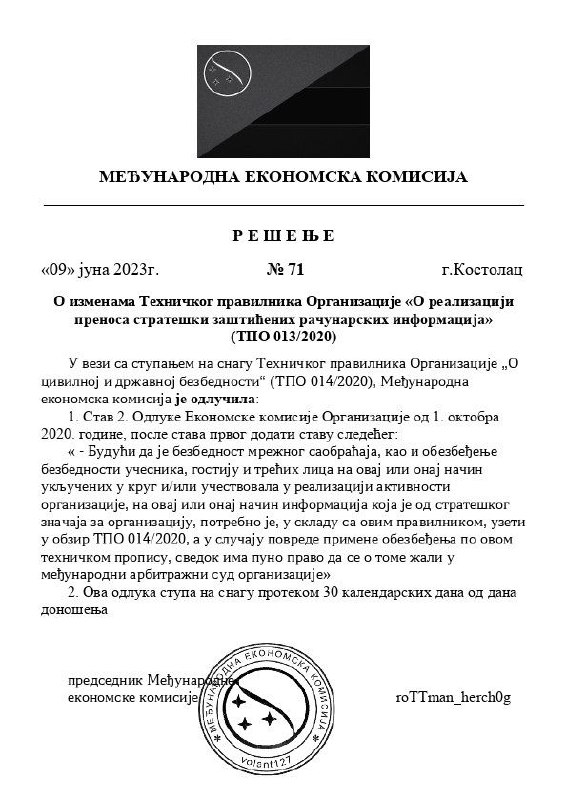 МЕЂУНАРОДНА ЕКОНОМСКА КОМИСИЈА
Р Е Ш Е Њ Е
«09» јуна 2023г. № 71 г.Костолац
О изменама Техничког правилника Организације «О реализацији
преноса стратешки заштићених рачунарских информација»
(ТПО 013/2020)
У вези са ступањем на снагу Техничког правилника Организације „О
цивилној и државној безбедности“ (ТПО 014/2020), Међународна
економска комисија је одлучила:
1. Став 2. Одлуке Економске комисије Организације од 1. октобра
2020. године, после става првог додати ставу следећег:
« - Будући да је безбедност мрежног саобраћаја, као и обезбеђење
безбедности учесника, гостију и трећих лица на овај или онај начин
укључених у круг и/или учествовала у реализацији активности
организације, на овај или онај начин информација која је од стратешког
значаја за организацију, потребно је, у складу са овим правилником, узети
у обзир ТПО 014/2020, а у случају повреде примене обезбеђења по овом
техничком пропису, сведок има пуно право да се о томе жали у
међународни арбитражни суд организације»
2. Ова одлука ступа на снагу протеком 30 календарских дана од дана
доношења
председник Међународне
економске комисије roTTman_herch0g
МЕЂУНАРОДНА ЕКОНОМСКА КОМИСИЈА
volant127